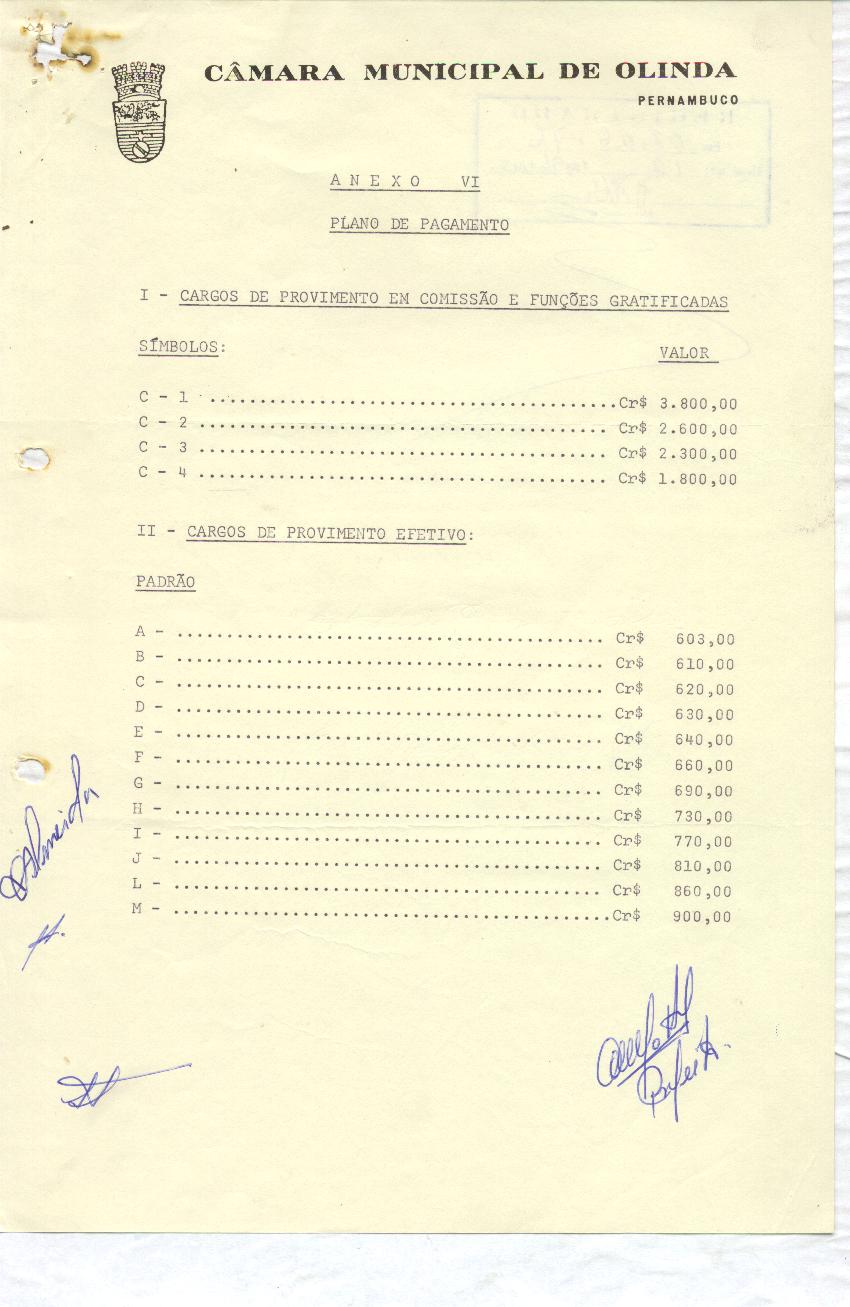 CÂMARA MUNICIPAL DE OLINDA
PERNAMBUCO
A N E X O VI
PLANO DE PAGAMENTO
I - CARGOS DE PROVIMENTO EM COMISSÃO E FUNÇÕES GRATIFICADAS
SÍMBOLOS: VALOR
C - 1 ..........................................Cr$ 3.800,00
C - 2 .......................................... Cr$ 2.600,00
C - 3 .......................................... Cr$ 2.300,00
C - 4 .......................................... Cr$ 1.800,00
II - CARGOS DE PROVIMENTO EFETIVO:
PADRÃO
A - ............................................ Cr$ 603,00
B - ............................................ Cr$ 610,00
C - ............................................ Cr$ 620,00
D - ............................................ Cr$ 630,00
E - ............................................ Cr$ 640,00
F - ............................................ Cr$ 660,00
G - ............................................ Cr$ 690,00
H - ............................................ Cr$ 730,00
I - ............................................ Cr$ 770,00
J - ............................................ Cr$ 810,00
L - ............................................ Cr$ 860,00
M - .............................................Cr$ 900,00
Almeida